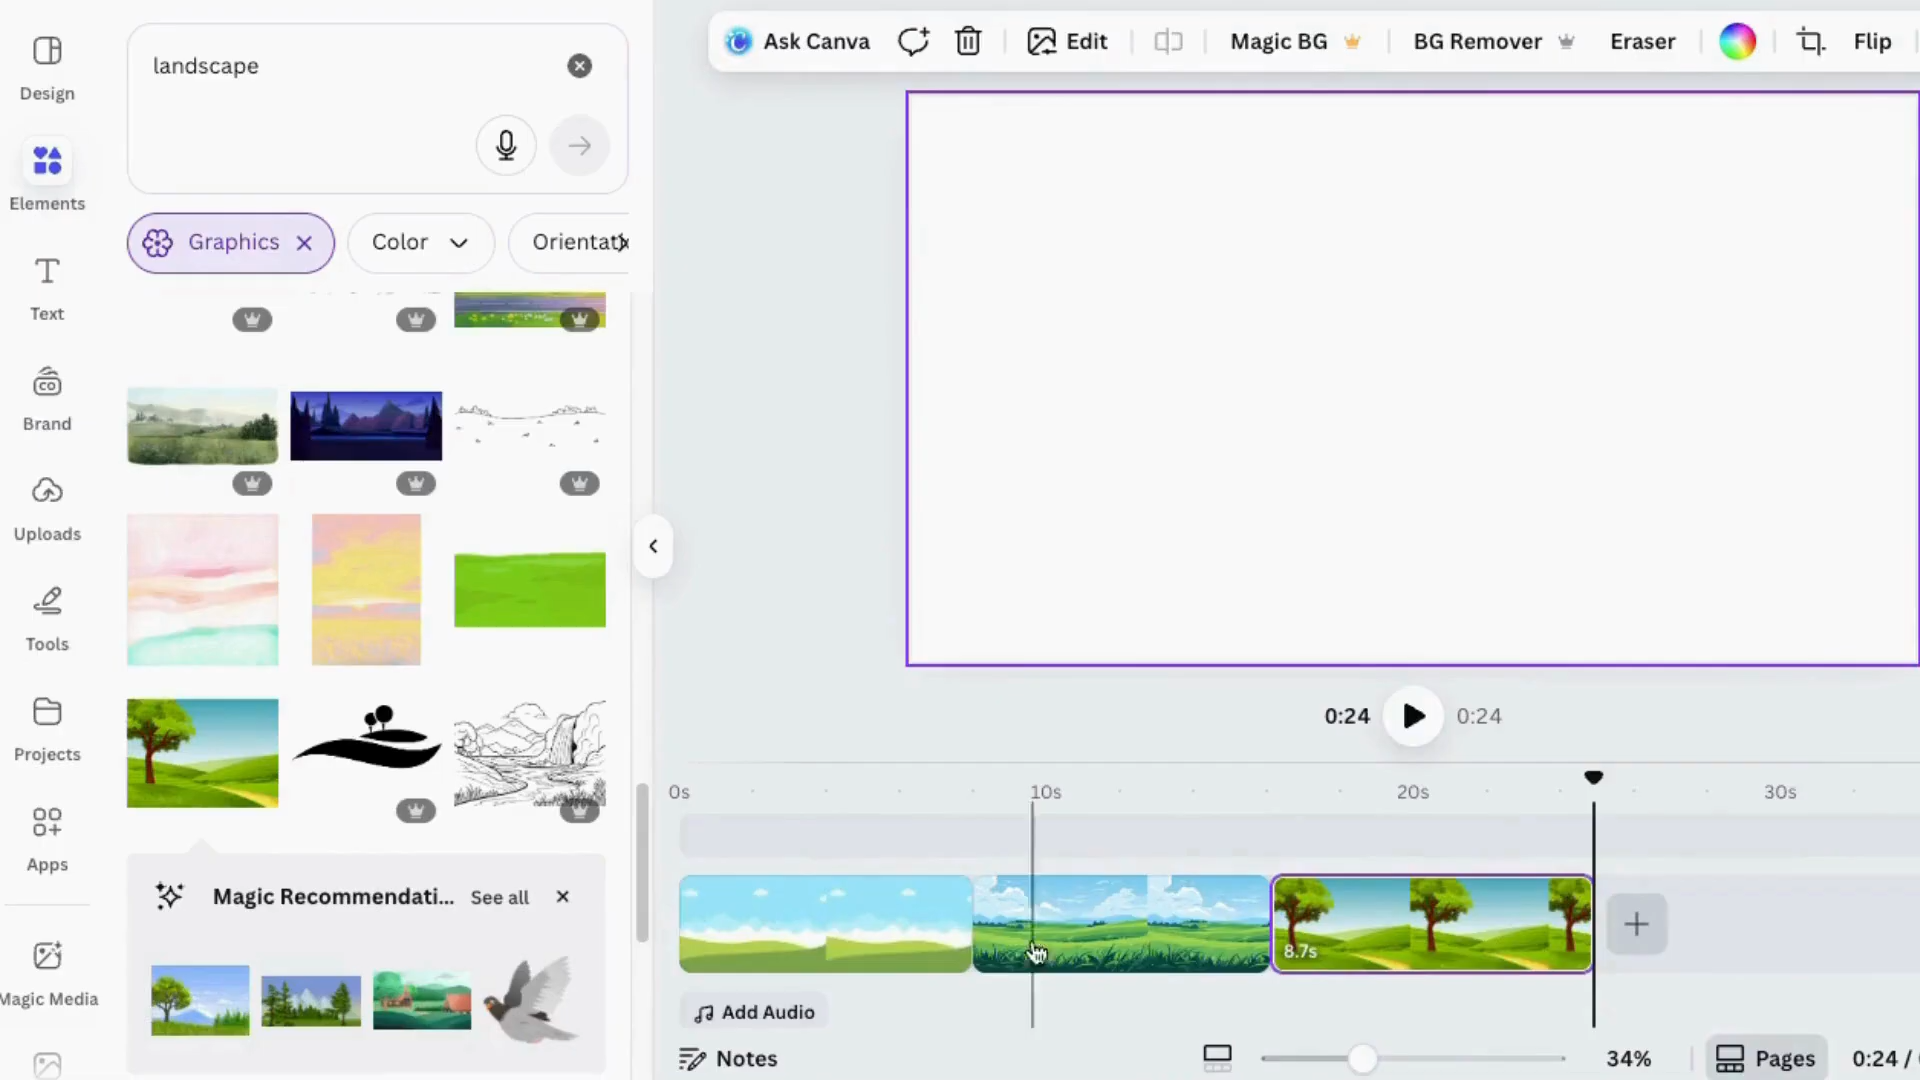 Design
Elements
Text
Brand
Uploads
Tools
Projects
Apps
Magic Media
landscape
Graphics
Color
Magic Recommendati...
See all
Ask Canva
Edit
Magic BG
BG Remover
Eraser
Flip
0:24
0:24
0s
10s
20s
30s
8.7s
Add Audio
Notes
34%
Pages
0:24 /